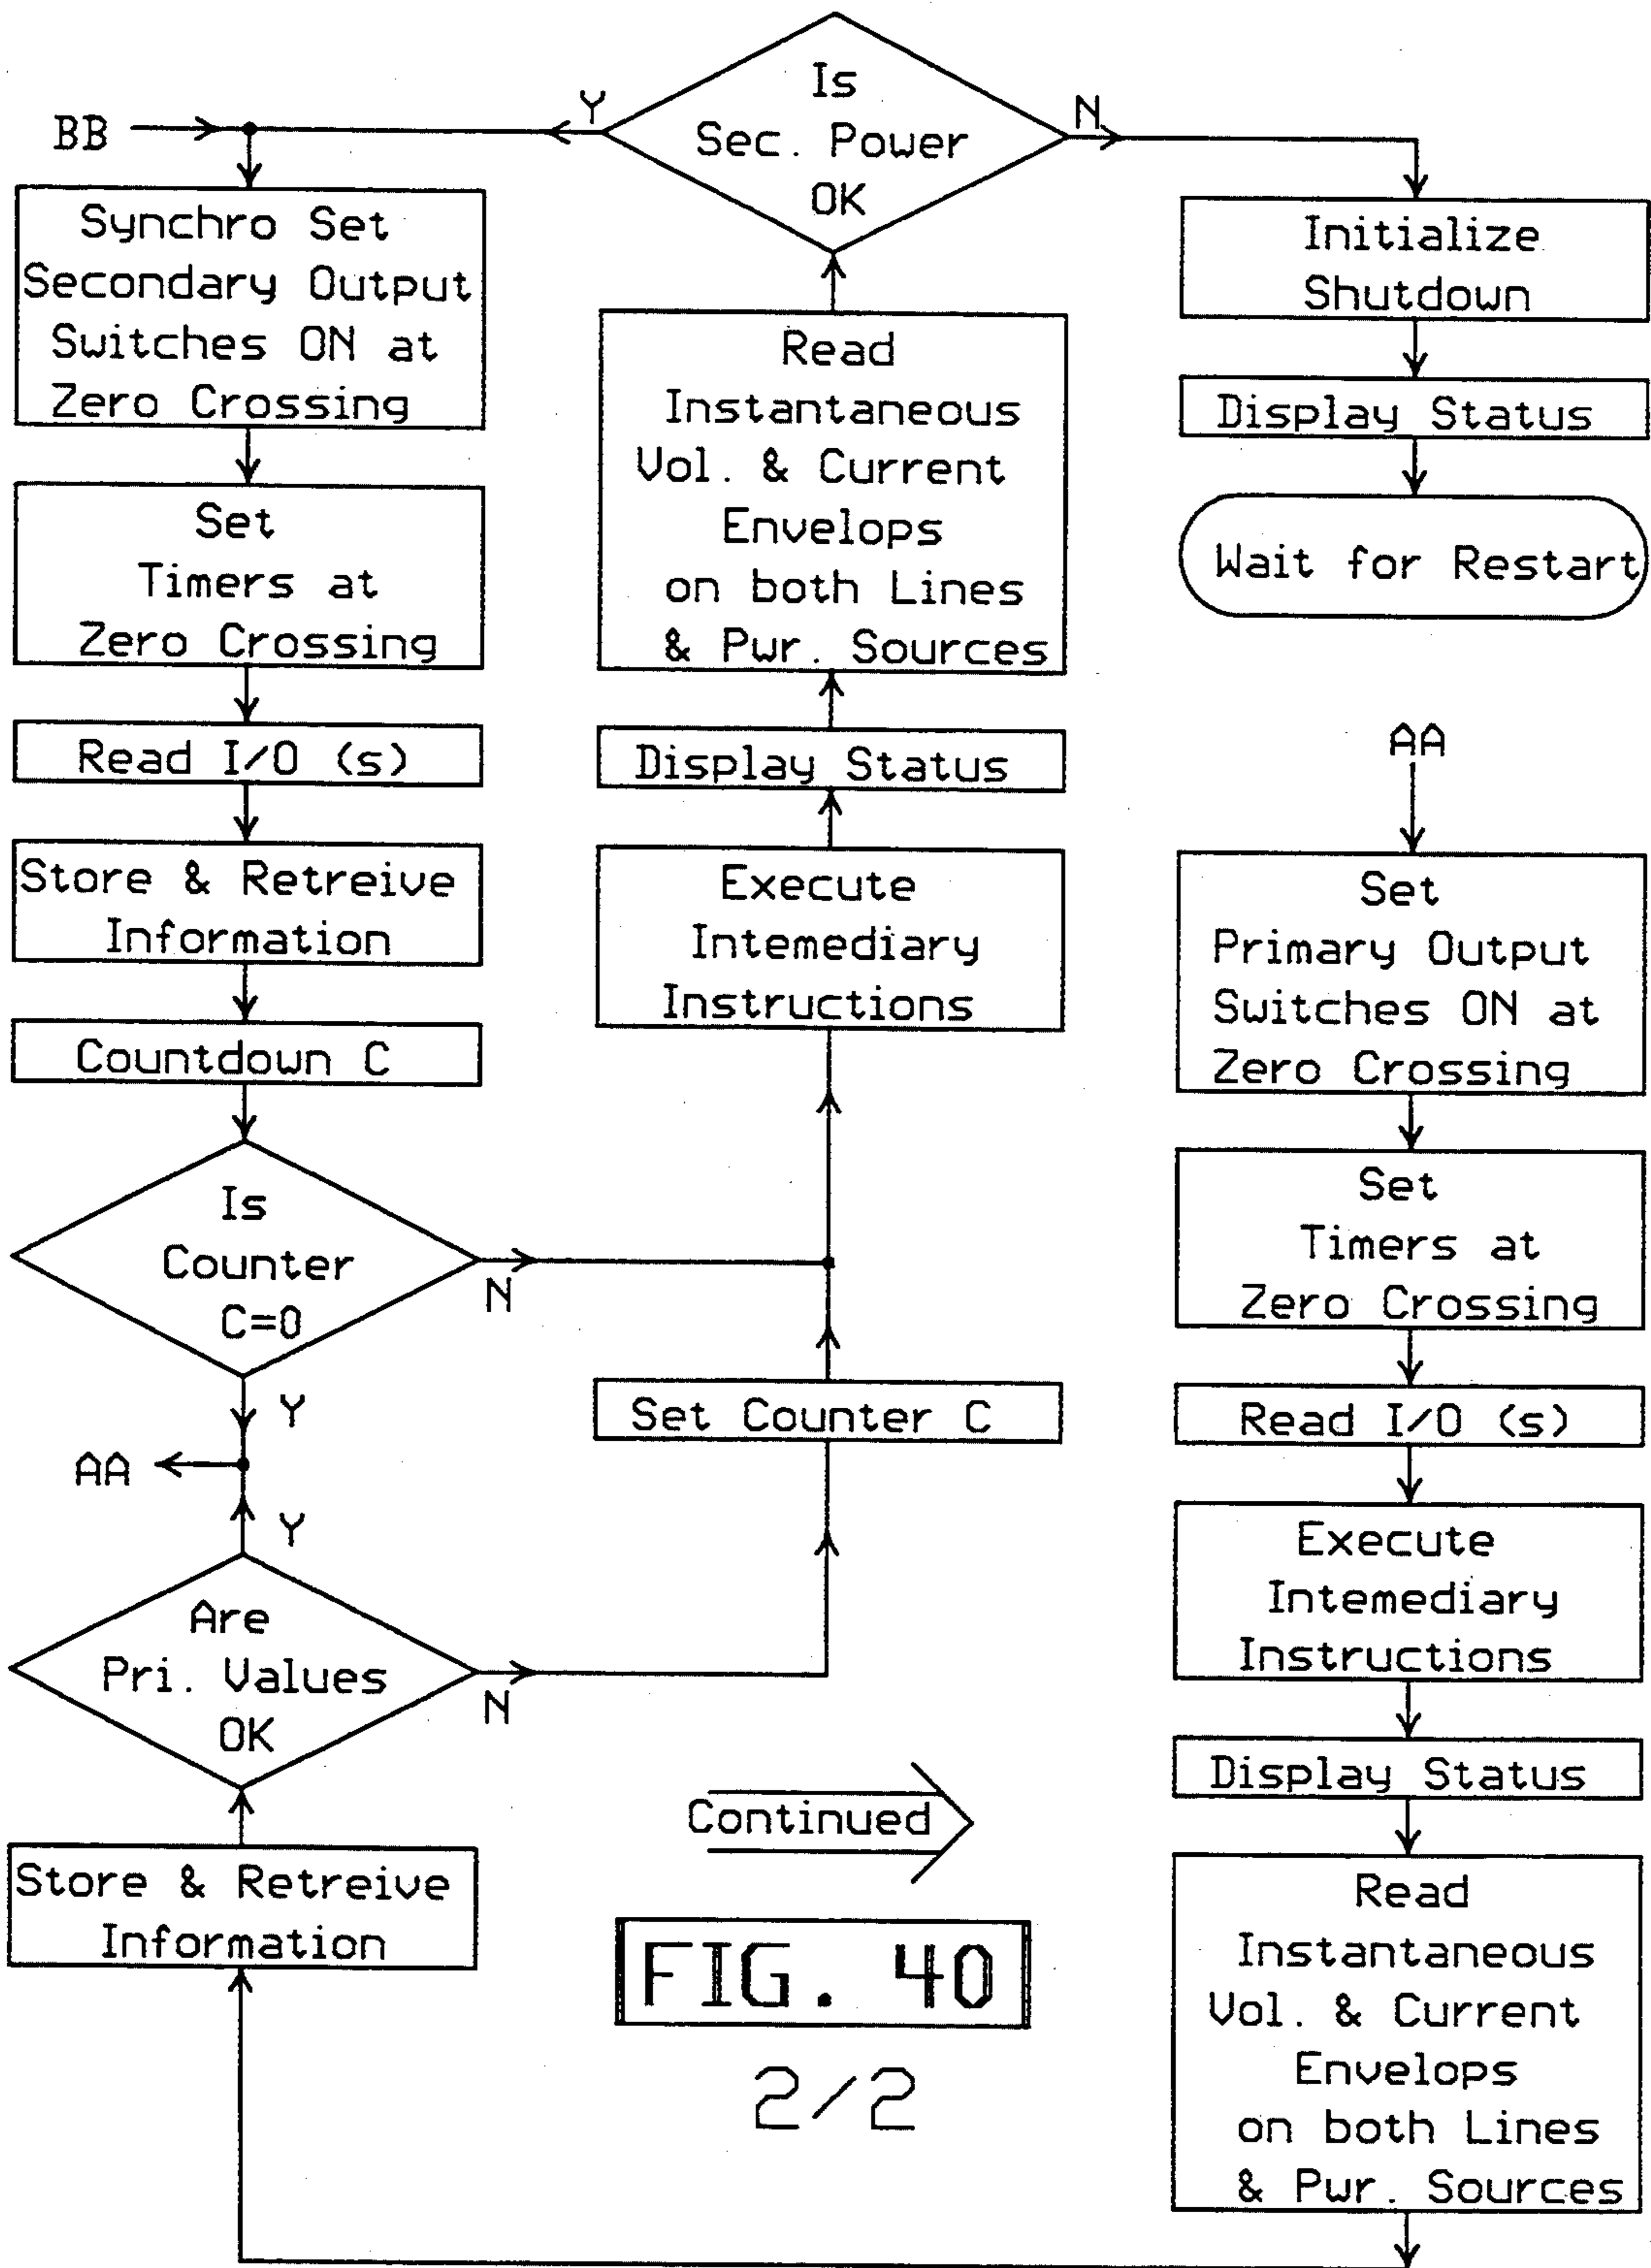 Is
Sec. Power
OK
Y
N
BB
Synchro Set
Secondary Output
Switches ON at
Zero Crossing
Set
Timers at
Zero Crossing
Read I/O (s)
Store & Retreive
Information
Countdown C
Is
Counter
C=0
N
Y
AA
Y
Are
Pri. Values
OK
N
Store & Retreive
Information
Read
Instantaneous
Vol. & Current
Envelops
on both Lines
& Pwr. Sources
Display Status
Execute
Intemediary
Instructions
Set Counter C
Initialize
Shutdown
Display Status
Wait for Restart
AA
Set
Primary Output
Switches ON at
Zero Crossing
Set
Timers at
Zero Crossing
Read I/O (s)
Execute
Intemediary
Instructions
Display Status
Read
Instantaneous
Vol. & Current
Envelops
on both Lines
& Pwr. Sources
Continued
FIG. 40
2/2